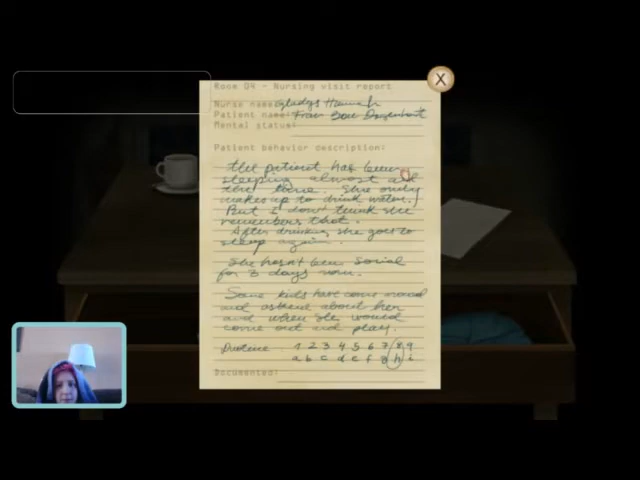 Room 04 - Nursing visit report
Nurse name: Gladys
Patient name: Fran Bow Dagenhart
Mental status:
Patient behavior description:
The patient has been
sleeping almost all
the time. She only
wakes up to drink water.
But I don't think she
remembers that.
After drinking she goes to
sleep again.
She hasn't been social
for 3 days now.
Some kids have come around
and asked about her
and when she would
come out and play.
1 2 3 4 5 6 7 8 9
a b c d e f g h i
Documented:
X